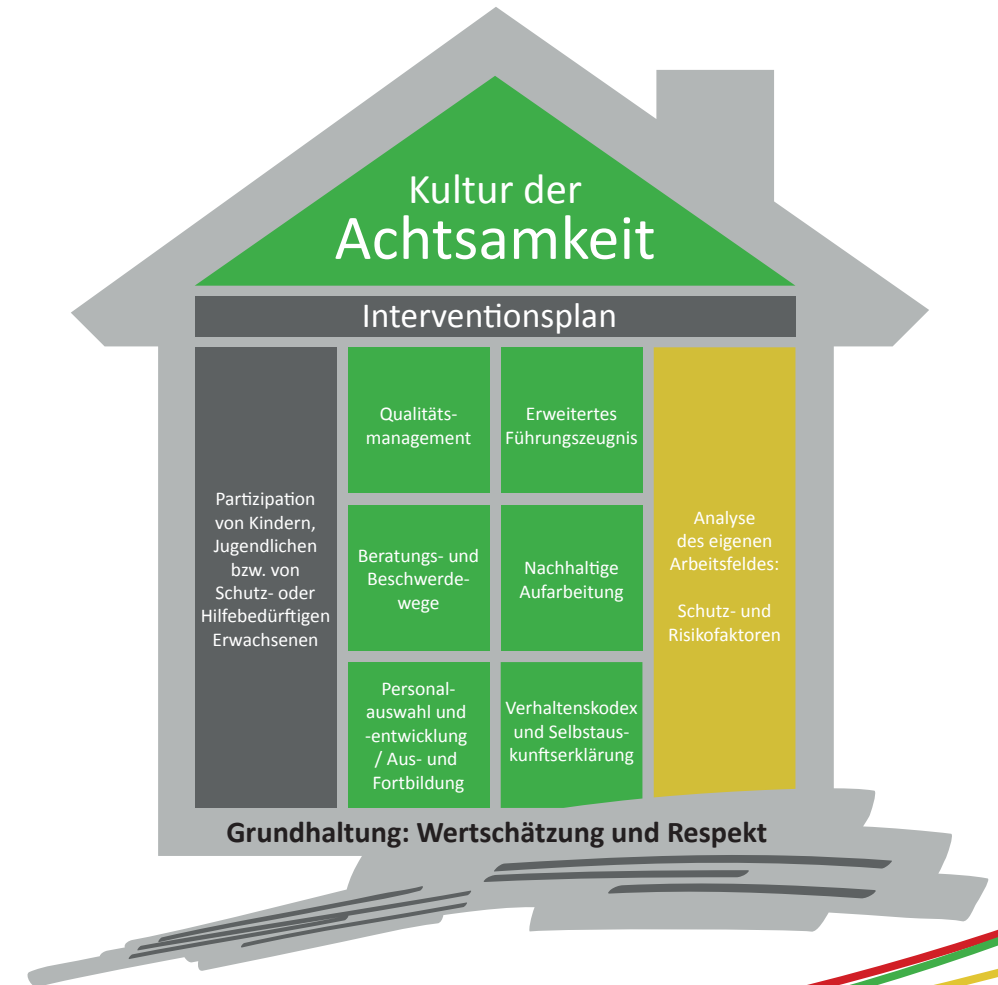 Kultur der
Achtsamkeit
Interventionsplan
Partizipation
von Kindern,
Jugendlichen
bzw. von
Schutz- oder
Hilfebedürftigen
Erwachsenen
Qualitäts-
management
Erweitertes
Führungszeugnis
Beratungs- und
Beschwerde-
wege
Nachhaltige
Aufarbeitung
Personal-
auswahl und
-entwicklung
/ Aus- und
Fortbildung
Verhaltenskodex
und Selbstaus-
kunftserklärung
Analyse
des eigenen
Arbeitsfeldes:
Schutz- und
Risikofaktoren
Grundhaltung: Wertschätzung und Respekt